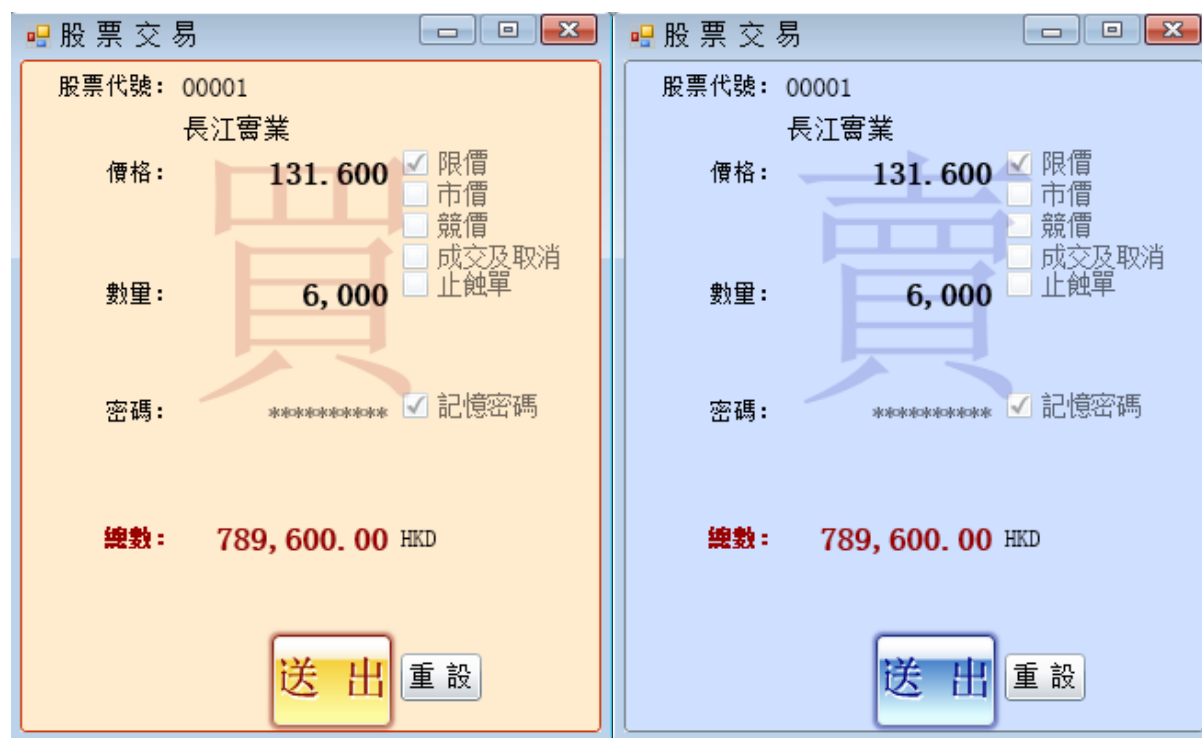 股票交易
股票代號: 00001
長江實業
買
價格: 131.600
限價
市價
競價
成交及取消
止蝕單
數量: 6,000
密碼: ********** 記憶密碼
總數: 789,600.00 HKD
送出 重設
股票交易
股票代號: 00001
長江實業
賣
價格: 131.600
限價
市價
競價
成交及取消
止蝕單
數量: 6,000
密碼: ********** 記憶密碼
總數: 789,600.00 HKD
送出 重設